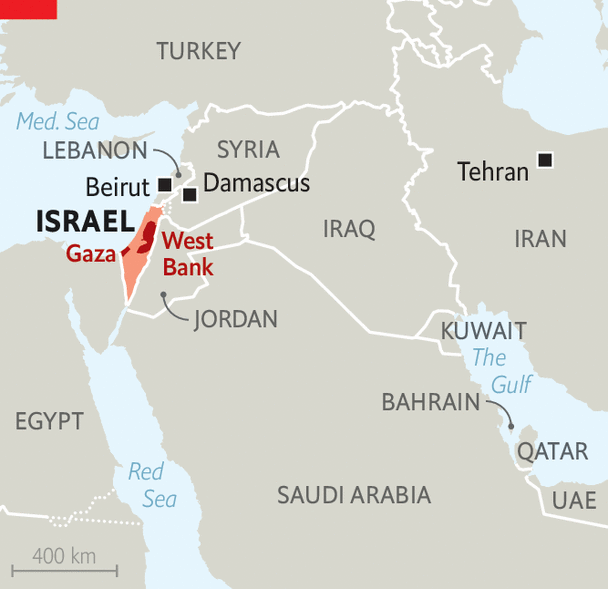 TURKEY
Med. Sea
LEBANON
SYRIA
Beirut
Damascus
Tehran
ISRAEL
Gaza
West
Bank
IRAQ
IRAN
JORDAN
KUWAIT
The
Gulf
BAHRAIN
EGYPT
QATAR
Red
Sea
SAUDI ARABIA
UAE
400 km